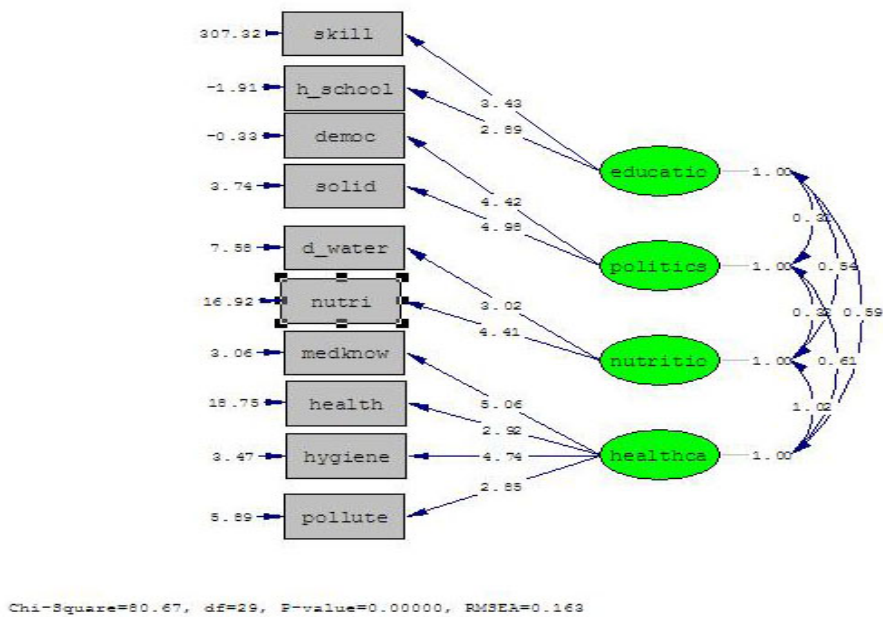 307.32 skill
-1.91 h_school
-0.33 democ
3.74 solid
7.58 d_water
16.92 nutri
3.06 medknow
18.75 health
3.47 hygiene
5.89 pollute
3.43
2.89
4.42
4.98
3.02
4.41
5.06
2.92
4.74
2.85
educatio 1.00
politics 1.00
nutritio 1.00
healthca 1.00
0.54
0.59
0.61
1.02
Chi-Square=80.67, df=29, P-value=0.00000, RMSEA=0.163